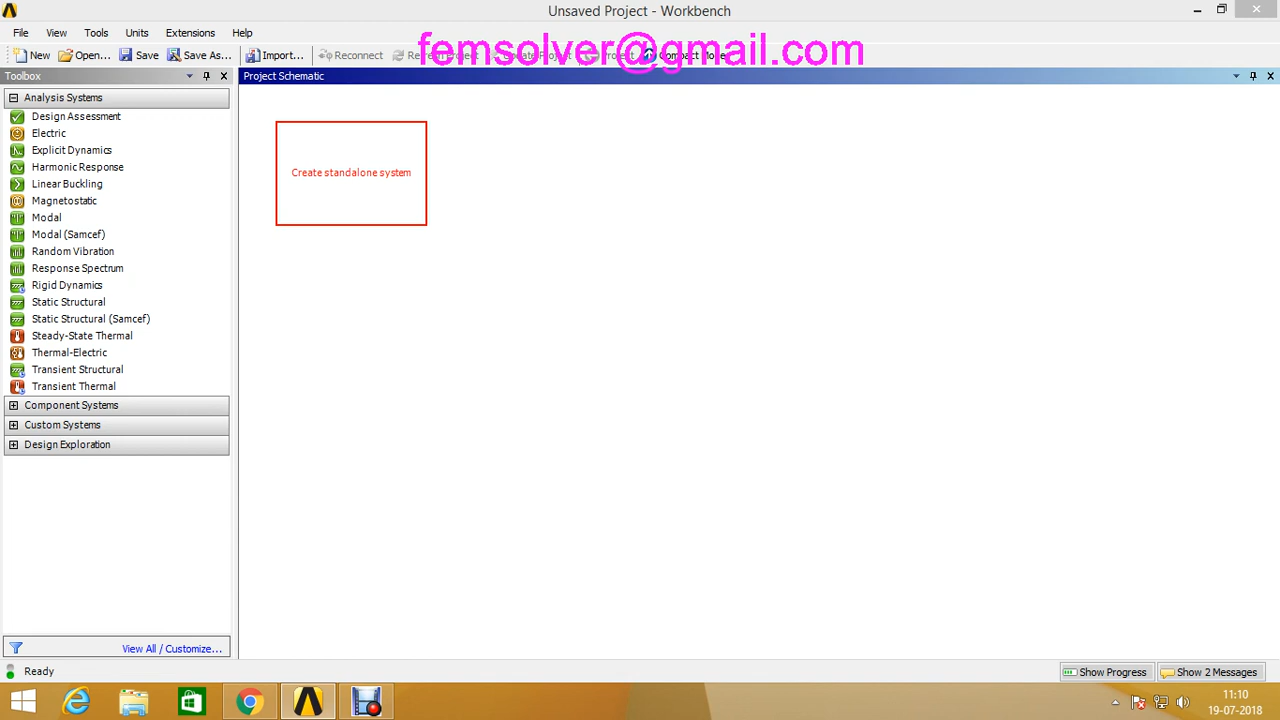 Unsaved Project - Workbench
File View Tools Units Extensions Help
femsolver@gmail.com
New Open... Save Save As... Import... Reconnect
Toolbox
Project Schematic
Analysis Systems
Design Assessment
Electric
Explicit Dynamics
Harmonic Response
Linear Buckling
Magnetostatic
Modal
Modal (Samcef)
Random Vibration
Response Spectrum
Rigid Dynamics
Static Structural
Static Structural (Samcef)
Steady-State Thermal
Thermal-Electric
Transient Structural
Transient Thermal
Component Systems
Custom Systems
Design Exploration
Create standalone system
View All / Customize...
Ready
Show Progress
Show 2 Messages
11:10
19-07-2018